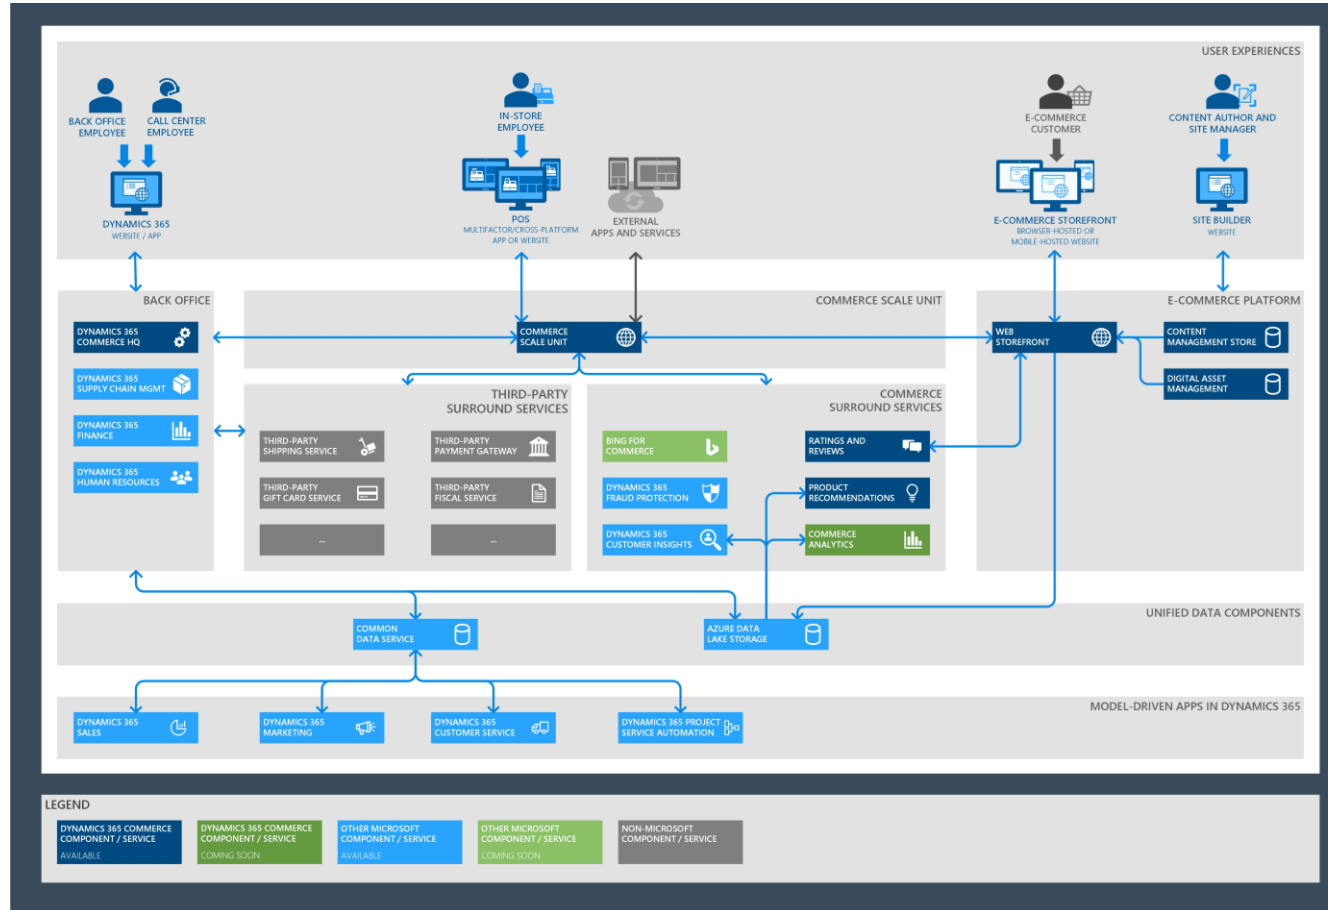 USER EXPERIENCES
BACK OFFICE
EMPLOYEE
CALL CENTER
EMPLOYEE
IN-STORE
EMPLOYEE
E-COMMERCE
CUSTOMER
CONTENT AUTHOR AND
SITE MANAGER
DYNAMICS 365
WEBSITE / APP
POS
MULTIFACTOR/CROSS-PLATFORM
APP OR WEBSITE
EXTERNAL
APPS AND SERVICES
E-COMMERCE STOREFRONT
BROWSER-HOSTED OR
MOBILE-HOSTED WEBSITE
SITE BUILDER
WEBSITE
BACK OFFICE
DYNAMICS 365
COMMERCE HQ
DYNAMICS 365
SUPPLY CHAIN MGMT
DYNAMICS 365
FINANCE
DYNAMICS 365
HUMAN RESOURCES
COMMERCE SCALE UNIT
COMMERCE
SCALE UNIT
E-COMMERCE PLATFORM
WEB
STOREFRONT
CONTENT
MANAGEMENT STORE
DIGITAL ASSET
MANAGEMENT
THIRD-PARTY
SURROUND SERVICES
THIRD-PARTY
SHIPPING SERVICE
THIRD-PARTY
PAYMENT GATEWAY
THIRD-PARTY
GIFT CARD SERVICE
THIRD-PARTY
FISCAL SERVICE
...
...
COMMERCE
SURROUND SERVICES
BING FOR
COMMERCE
RATINGS AND
REVIEWS
DYNAMICS 365
FRAUD PROTECTION
PRODUCT
RECOMMENDATIONS
DYNAMICS 365
CUSTOMER INSIGHTS
COMMERCE
ANALYTICS
UNIFIED DATA COMPONENTS
COMMON
DATA SERVICE
AZURE DATA
LAKE STORAGE
MODEL-DRIVEN APPS IN DYNAMICS 365
DYNAMICS 365
SALES
DYNAMICS 365
MARKETING
DYNAMICS 365
CUSTOMER SERVICE
DYNAMICS 365 PROJECT
SERVICE AUTOMATION
LEGEND
DYNAMICS 365 COMMERCE
COMPONENT / SERVICE
AVAILABLE
DYNAMICS 365 COMMERCE
COMPONENT / SERVICE
COMING SOON
OTHER MICROSOFT
COMPONENT / SERVICE
AVAILABLE
OTHER MICROSOFT
COMPONENT / SERVICE
COMING SOON
NON-MICROSOFT
COMPONENT / SERVICE